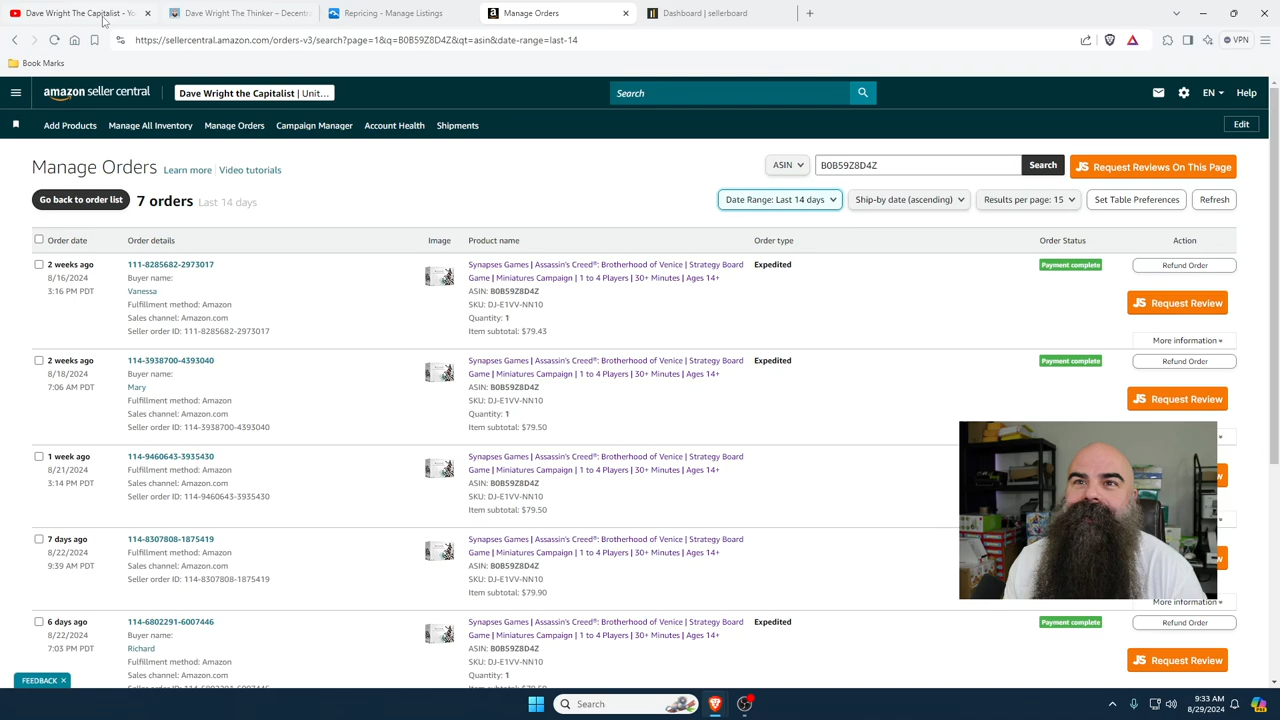 Dave Wright The Capitalist - Yo
Dave Wright The Thinker – Decentr
Repricing - Manage Listings
Manage Orders
Dashboard | sellerboard
https://sellercentral.amazon.com/orders-v3/search?page=1&q=B0B59Z8D4Z&qt=asin&date-range=last-14
VPN
Book Marks
amazon seller central
Dave Wright the Capitalist | Unit...
Search
EN
Help
Add Products
Manage All Inventory
Manage Orders
Campaign Manager
Account Health
Shipments
Edit
Manage Orders
Learn more | Video tutorials
ASIN
B0B59Z8D4Z
Search
JS Request Reviews On This Page
Go back to order list
7 orders Last 14 days
Date Range: Last 14 days
Ship-by date (ascending)
Results per page: 15
Set Table Preferences
Refresh
Order date
Order details
Image
Product name
Order type
Order Status
Action
2 weeks ago
8/16/2024
3:16 PM PDT
111-8285682-2973017
Buyer name:
Vanessa
Fulfillment method: Amazon
Sales channel: Amazon.com
Seller order ID: 111-8285682-2973017
Synapses Games | Assassin's Creed®: Brotherhood of Venice | Strategy Board
Game | Miniatures Campaign | 1 to 4 Players | 30+ Minutes | Ages 14+
ASIN: B0B59Z8D4Z
SKU: DJ-E1VV-NN10
Quantity: 1
Item subtotal: $79.43
Expedited
Payment complete
Refund Order
JS Request Review
More information
2 weeks ago
8/18/2024
7:06 AM PDT
114-3938700-4393040
Buyer name:
Mary
Fulfillment method: Amazon
Sales channel: Amazon.com
Seller order ID: 114-3938700-4393040
Synapses Games | Assassin's Creed®: Brotherhood of Venice | Strategy Board
Game | Miniatures Campaign | 1 to 4 Players | 30+ Minutes | Ages 14+
ASIN: B0B59Z8D4Z
SKU: DJ-E1VV-NN10
Quantity: 1
Item subtotal: $79.50
Expedited
Payment complete
Refund Order
JS Request Review
1 week ago
8/21/2024
3:14 PM PDT
114-9460643-3935430
Fulfillment method: Amazon
Sales channel: Amazon.com
Seller order ID: 114-9460643-3935430
Synapses Games | Assassin's Creed®: Brotherhood of Venice | Strategy Board
Game | Miniatures Campaign | 1 to 4 Players | 30+ Minutes | Ages 14+
ASIN: B0B59Z8D4Z
SKU: DJ-E1VV-NN10
Quantity: 1
Item subtotal: $79.50
7 days ago
8/22/2024
9:39 AM PDT
114-8307808-1875419
Fulfillment method: Amazon
Sales channel: Amazon.com
Seller order ID: 114-8307808-1875419
Synapses Games | Assassin's Creed®: Brotherhood of Venice | Strategy Board
Game | Miniatures Campaign | 1 to 4 Players | 30+ Minutes | Ages 14+
ASIN: B0B59Z8D4Z
SKU: DJ-E1VV-NN10
Quantity: 1
Item subtotal: $79.90
More information
6 days ago
8/22/2024
7:03 PM PDT
114-6802291-6007446
Buyer name:
Richard
Fulfillment method: Amazon
Sales channel: Amazon.com
Synapses Games | Assassin's Creed®: Brotherhood of Venice | Strategy Board
Game | Miniatures Campaign | 1 to 4 Players | 30+ Minutes | Ages 14+
ASIN: B0B59Z8D4Z
SKU: DJ-E1VV-NN10
Quantity: 1
Expedited
Payment complete
Refund Order
JS Request Review
FEEDBACK
Search
9:33 AM
8/29/2024